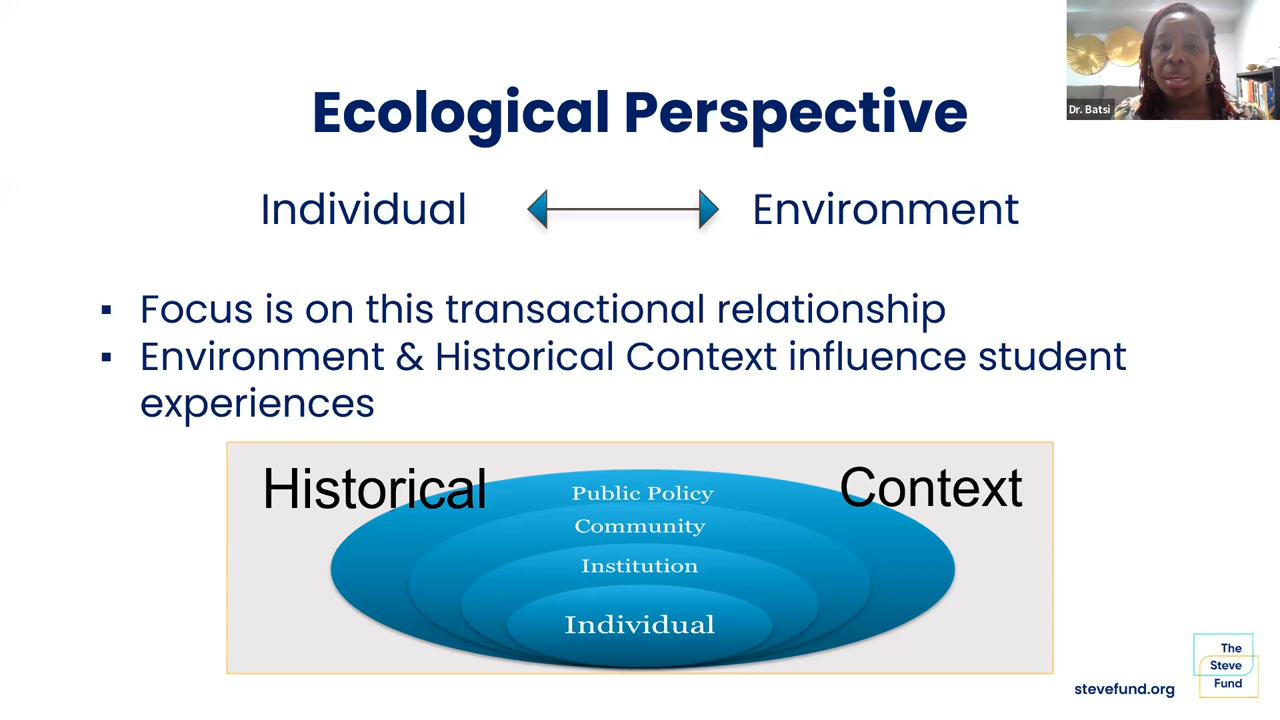 Ecological Perspective
Dr. Batsi
Individual Environment
▪ Focus is on this transactional relationship
▪ Environment & Historical Context influence student
experiences
Historical Context
Public Policy
Community
Institution
Individual
stevefund.org
The
Steve
Fund